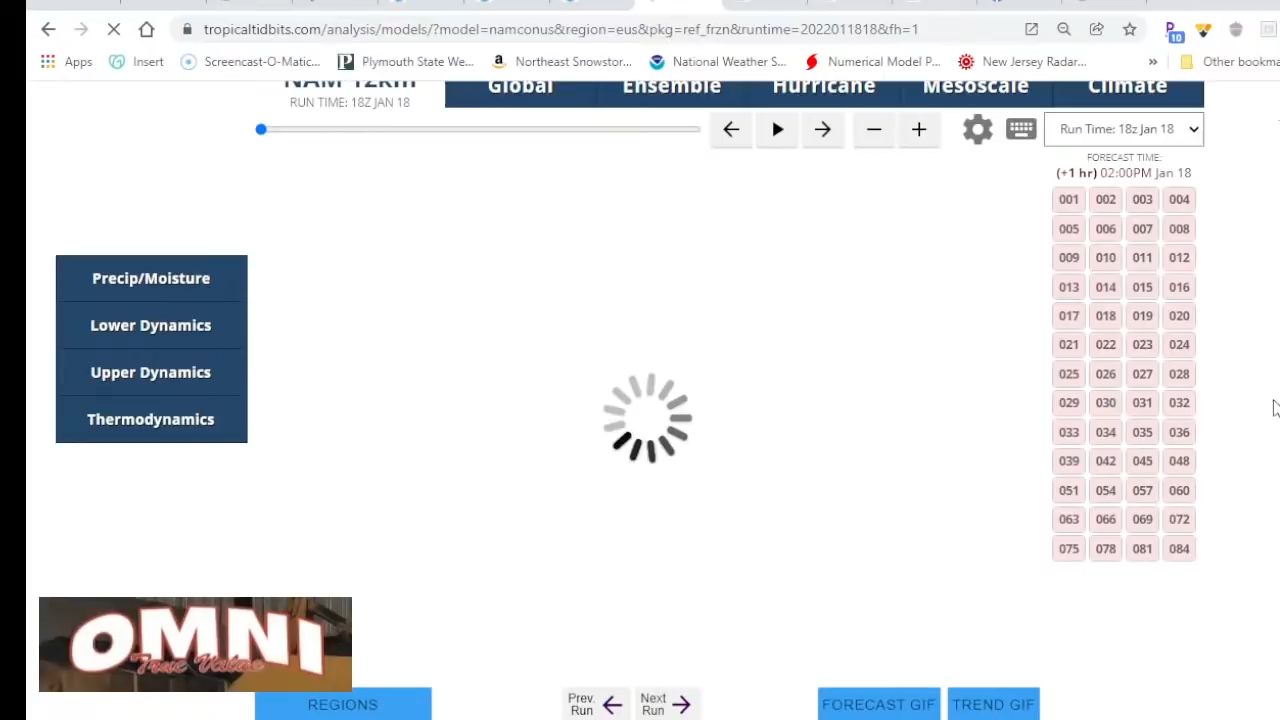 tropicaltidbits.com/analysis/models/?model=namconus&region=eus&pkg=ref_frzn&runtime=2022011818&fh=1
10
Apps Insert Screencast-O-Matic... Plymouth State We... Northeast Snowstor... National Weather S... Numerical Model P... New Jersey Radar... » Other bookma
NAM 12km Global Ensemble Hurricane Mesoscale Climate
RUN TIME: 18Z JAN 18
Run Time: 18z Jan 18
FORECAST TIME:
(+1 hr) 02:00PM Jan 18
001 002 003 004
005 006 007 008
009 010 011 012
013 014 015 016
017 018 019 020
021 022 023 024
025 026 027 028
029 030 031 032
033 034 035 036
039 042 045 048
051 054 057 060
063 066 069 072
075 078 081 084
Precip/Moisture
Lower Dynamics
Upper Dynamics
Thermodynamics
OMNI
True Value
REGIONS
Prev. Run
Next Run
FORECAST GIF
TREND GIF